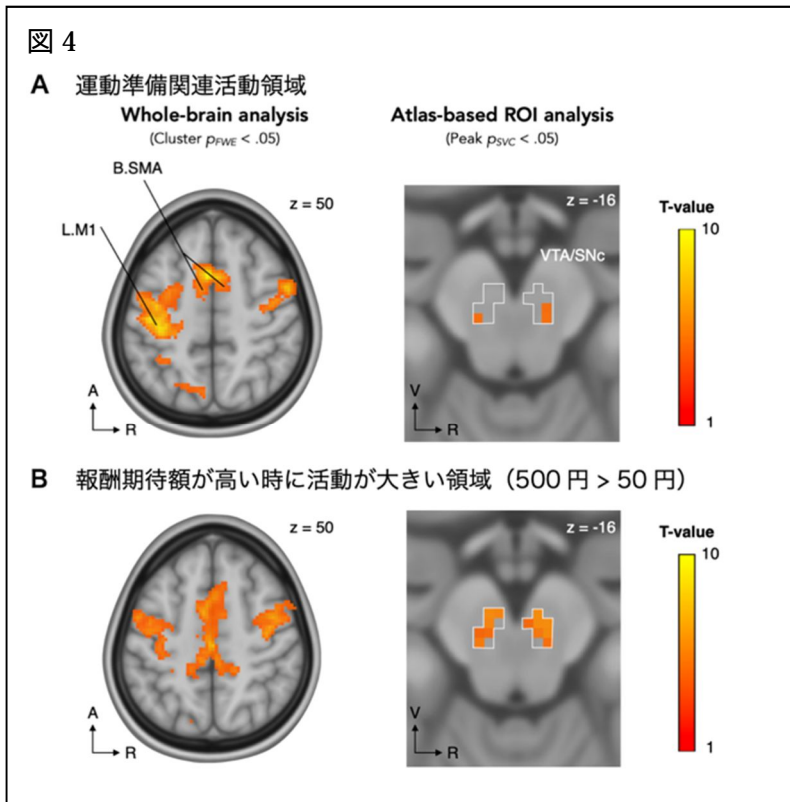 図 4
A 運動準備関連活動領域
Whole-brain analysis
(Cluster pFWE < .05)
Atlas-based ROI analysis
(Peak pSVC < .05)
B.SMA
L.M1
z = 50
A
R
z = -16
VTA/SNc
V
R
T-value
10
1
B 報酬期待額が高い時に活動が大きい領域（500 円 > 50 円）
z = 50
A
R
z = -16
V
R
T-value
10
1